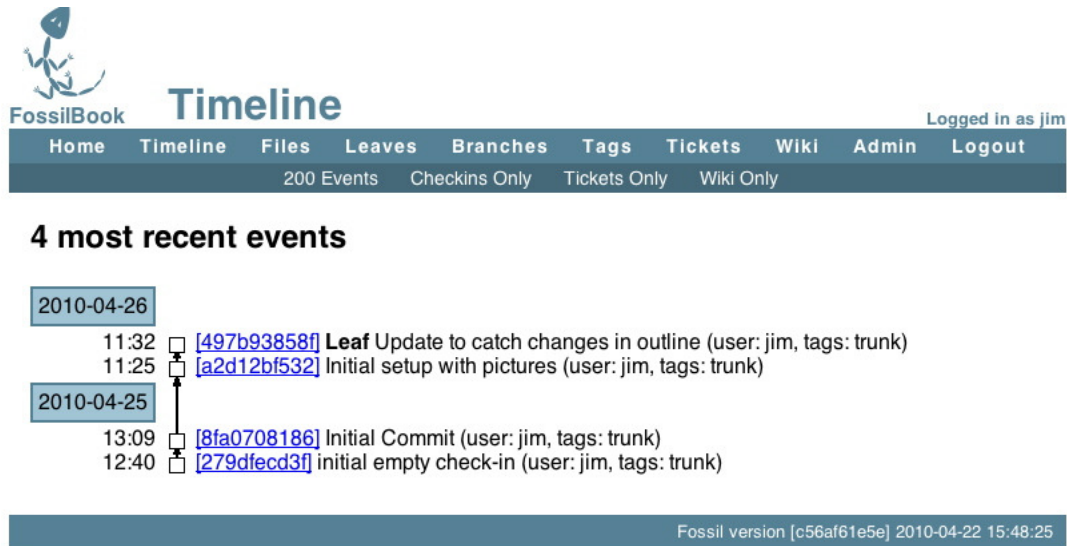 FossilBook
Timeline
Logged in as jim
Home Timeline Files Leaves Branches Tags Tickets Wiki Admin Logout
200 Events Checkins Only Tickets Only Wiki Only
4 most recent events
2010-04-26
11:32 [497b93858f] Leaf Update to catch changes in outline (user: jim, tags: trunk)
11:25 [a2d12bf532] Initial setup with pictures (user: jim, tags: trunk)
2010-04-25
13:09 [8fa0708186] Initial Commit (user: jim, tags: trunk)
12:40 [279dfecd3f] initial empty check-in (user: jim, tags: trunk)
Fossil version [c56af61e5e] 2010-04-22 15:48:25